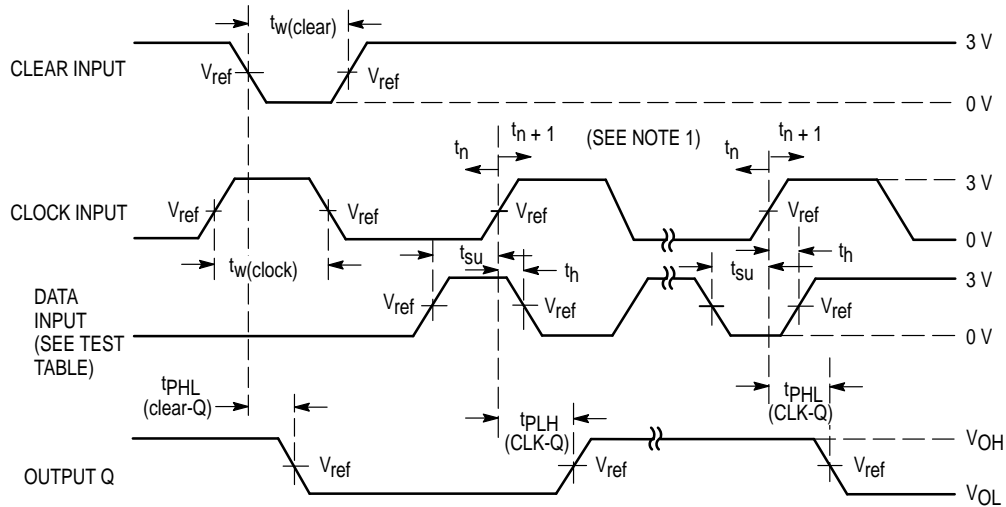 tw(clear)
3 V
CLEAR INPUT
Vref
Vref
0 V
tn
tn + 1
(SEE NOTE 1)
tn
tn + 1
3 V
CLOCK INPUT
Vref
Vref
Vref
Vref
0 V
tw(clock)
tsu
th
tsu
th
3 V
DATA
INPUT
(SEE TEST
TABLE)
Vref
Vref
Vref
Vref
0 V
tPHL
(clear-Q)
tPLH
(CLK-Q)
tPHL
(CLK-Q)
VOH
OUTPUT Q
Vref
Vref
Vref
VOL